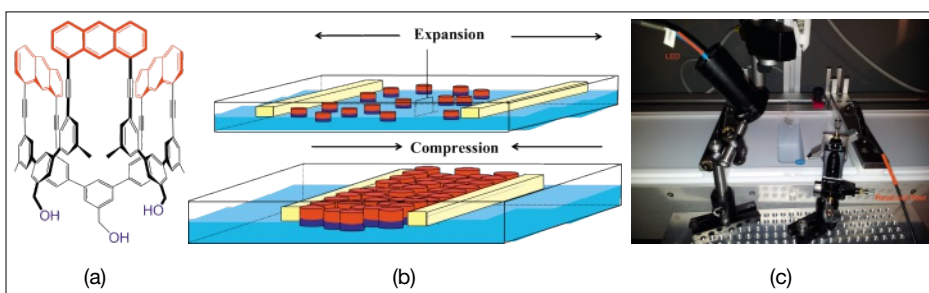 Expansion
Compression
LED
OH
OH
OH
(a)
(b)
(c)